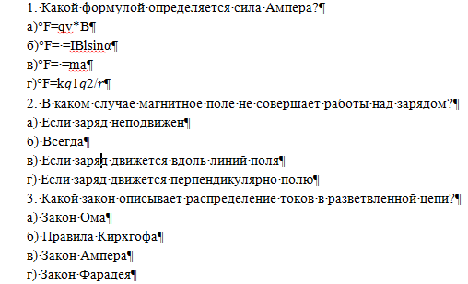 1. Какой формулой определяется сила Ампера?¶
а)°F=qv*B¶
б)°F= =IBlsinα¶
в)°F= =ma¶
г)°F=kq1q2/r¶
2. В каком случае магнитное поле не совершает работы над зарядом?¶
а) Если заряд неподвижен¶
б) Всегда¶
в) Если заряд движется вдоль линий поля¶
г) Если заряд движется перпендикулярно полю¶
3. Какой закон описывает распределение токов в разветвленной цепи?¶
а) Закон Ома¶
б) Правила Кирхгофа¶
в) Закон Ампера¶
г) Закон Фарадея¶